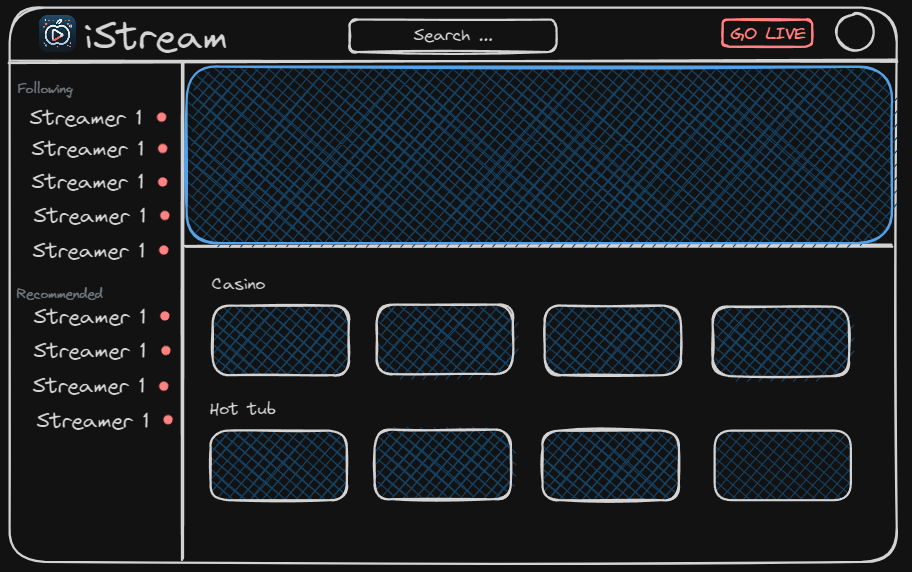 iStream
Search ...
GO LIVE
Following
Streamer 1
Streamer 1
Streamer 1
Streamer 1
Streamer 1
Recommended
Streamer 1
Streamer 1
Streamer 1
Streamer 1
Casino
Hot tub